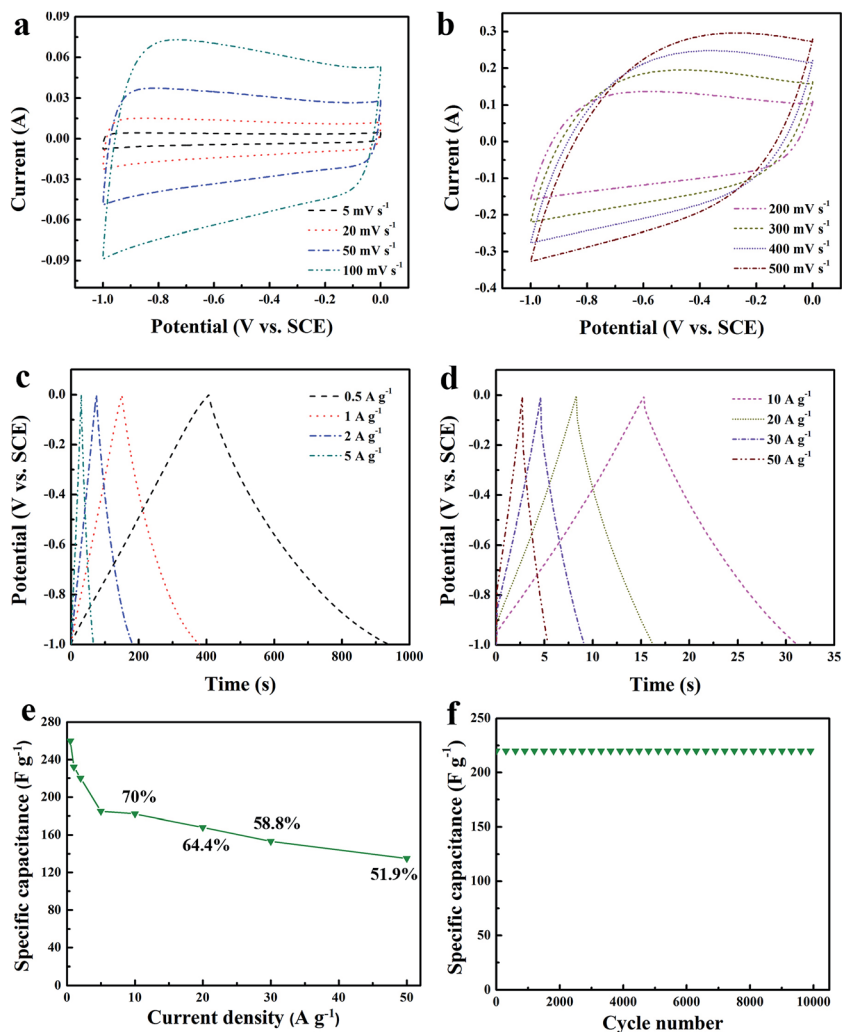 a
0.09
0.06
0.03
0.00
-0.03
-0.06
-0.09
Current (A)
5 mV s⁻¹
20 mV s⁻¹
50 mV s⁻¹
100 mV s⁻¹
-1.0 -0.8 -0.6 -0.4 -0.2 0.0
Potential (V vs. SCE)
b
0.3
0.2
0.1
0.0
-0.1
-0.2
-0.3
-0.4
Current (A)
200 mV s⁻¹
300 mV s⁻¹
400 mV s⁻¹
500 mV s⁻¹
-1.0 -0.8 -0.6 -0.4 -0.2 0.0
Potential (V vs. SCE)
c
0.0
-0.2
-0.4
-0.6
-0.8
-1.0
Potential (V vs. SCE)
0.5 A g⁻¹
1 A g⁻¹
2 A g⁻¹
5 A g⁻¹
0 200 400 600 800 1000
Time (s)
d
0.0
-0.2
-0.4
-0.6
-0.8
-1.0
Potential (V vs. SCE)
10 A g⁻¹
20 A g⁻¹
30 A g⁻¹
50 A g⁻¹
0 5 10 15 20 25 30 35
Time (s)
e
280
240
200
160
120
80
40
0
Specific capacitance (F g⁻¹)
70%
64.4%
58.8%
51.9%
0 10 20 30 40 50
Current density (A g⁻¹)
f
250
225
200
175
150
125
100
75
50
25
0
Specific capacitance (F g⁻¹)
0 2000 4000 6000 8000 10000
Cycle number